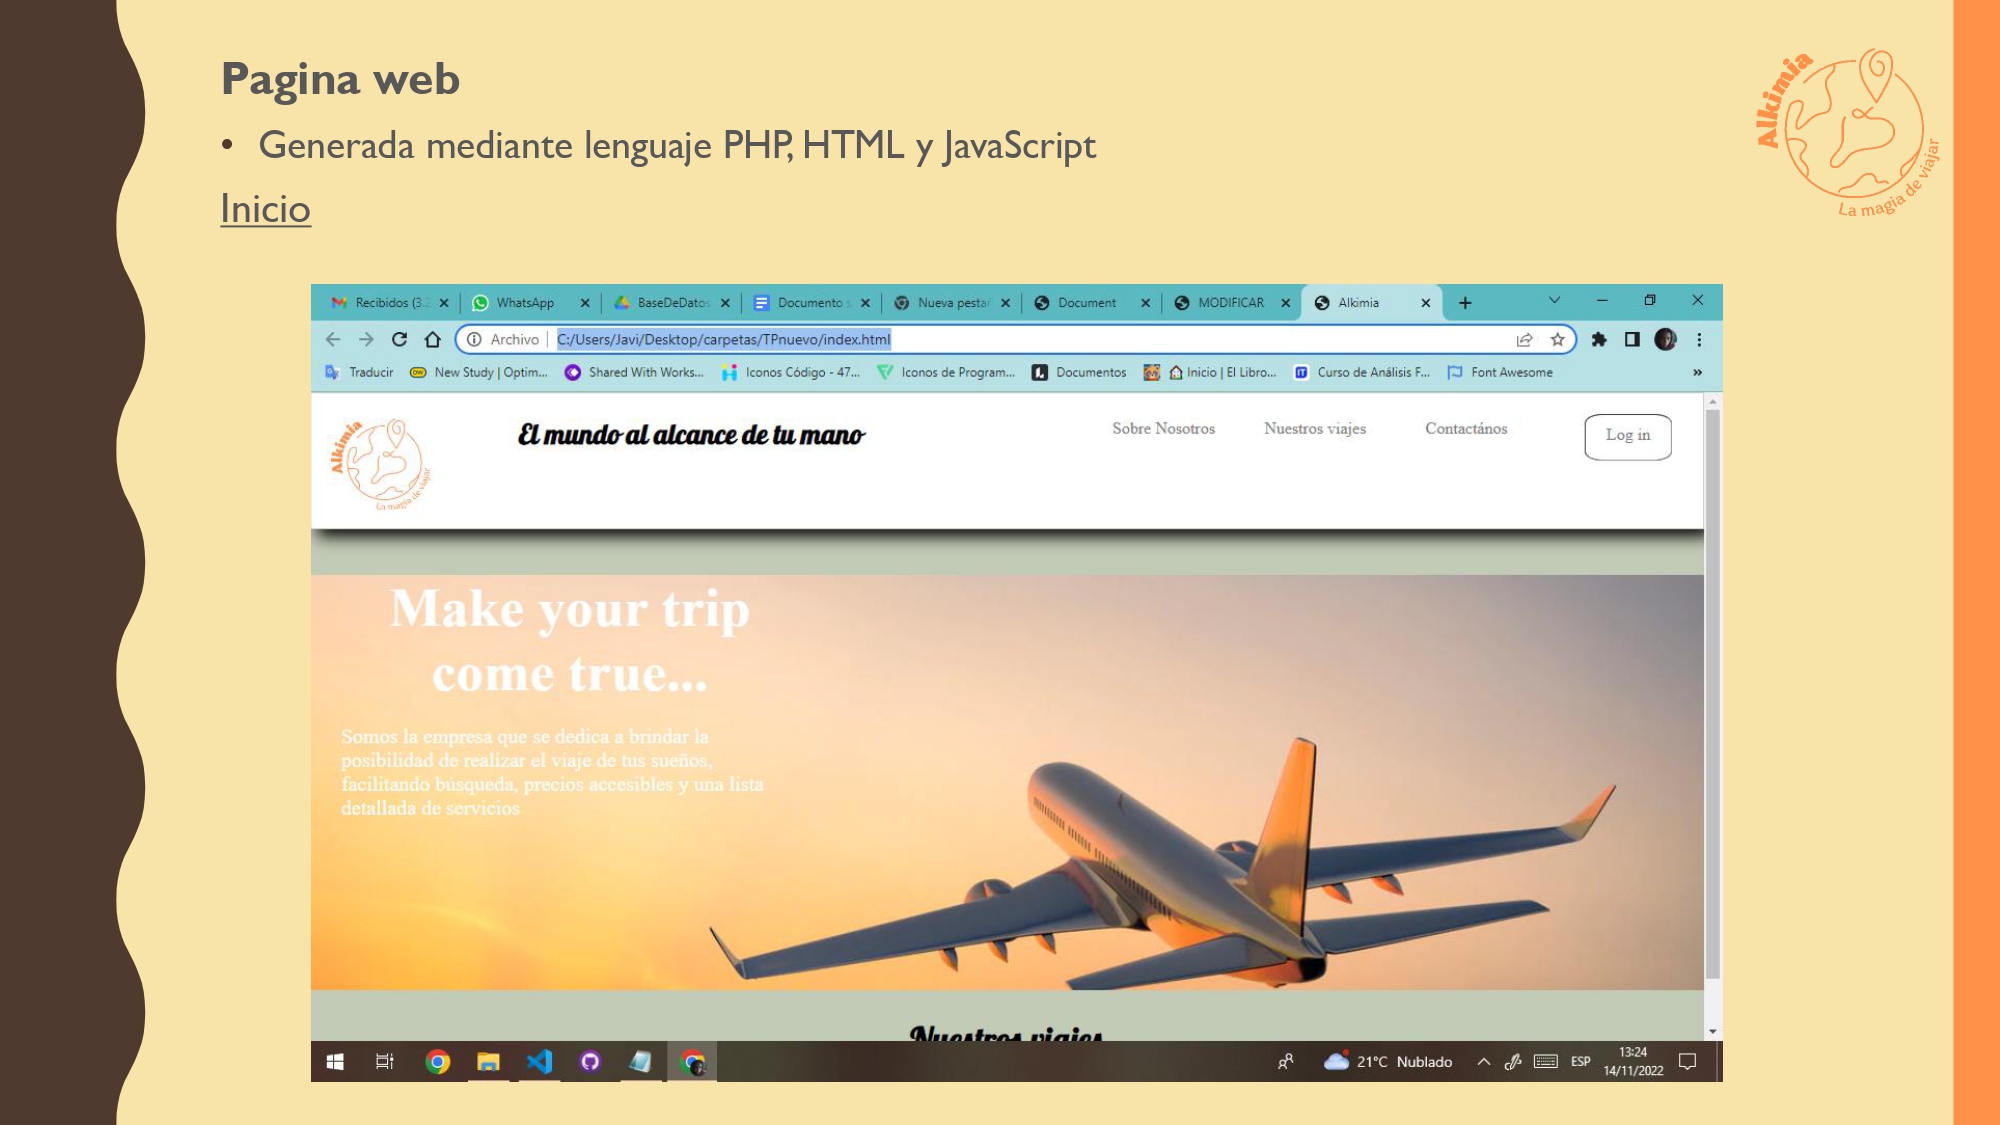 Pagina web
• Generada mediante lenguaje PHP, HTML y JavaScript
Inicio
Alkimia
La magia de viajar
Recibidos (3.2
WhatsApp
BaseDeDatos
Documento s
Nueva pestañ
Document
MODIFICAR
Alkimia
Archivo | C:/Users/Javi/Desktop/carpetas/TPnuevo/index.html
Traducir
New Study | Optim...
Shared With Works...
Iconos Código - 47...
Iconos de Program...
Documentos
Inicio | El Libro...
Curso de Análisis F...
Font Awesome
»
Alkimia
La magia de viajar
El mundo al alcance de tu mano
Sobre Nosotros
Nuestros viajes
Contactános
Log in
Make your trip
come true...
Somos la empresa que se dedica a brindar la
posibilidad de realizar el viaje de tus sueños,
facilitando búsqueda, precios accesibles y una lista
detallada de servicios
Nuestros viajes
21°C Nublado
ESP
13:24
14/11/2022